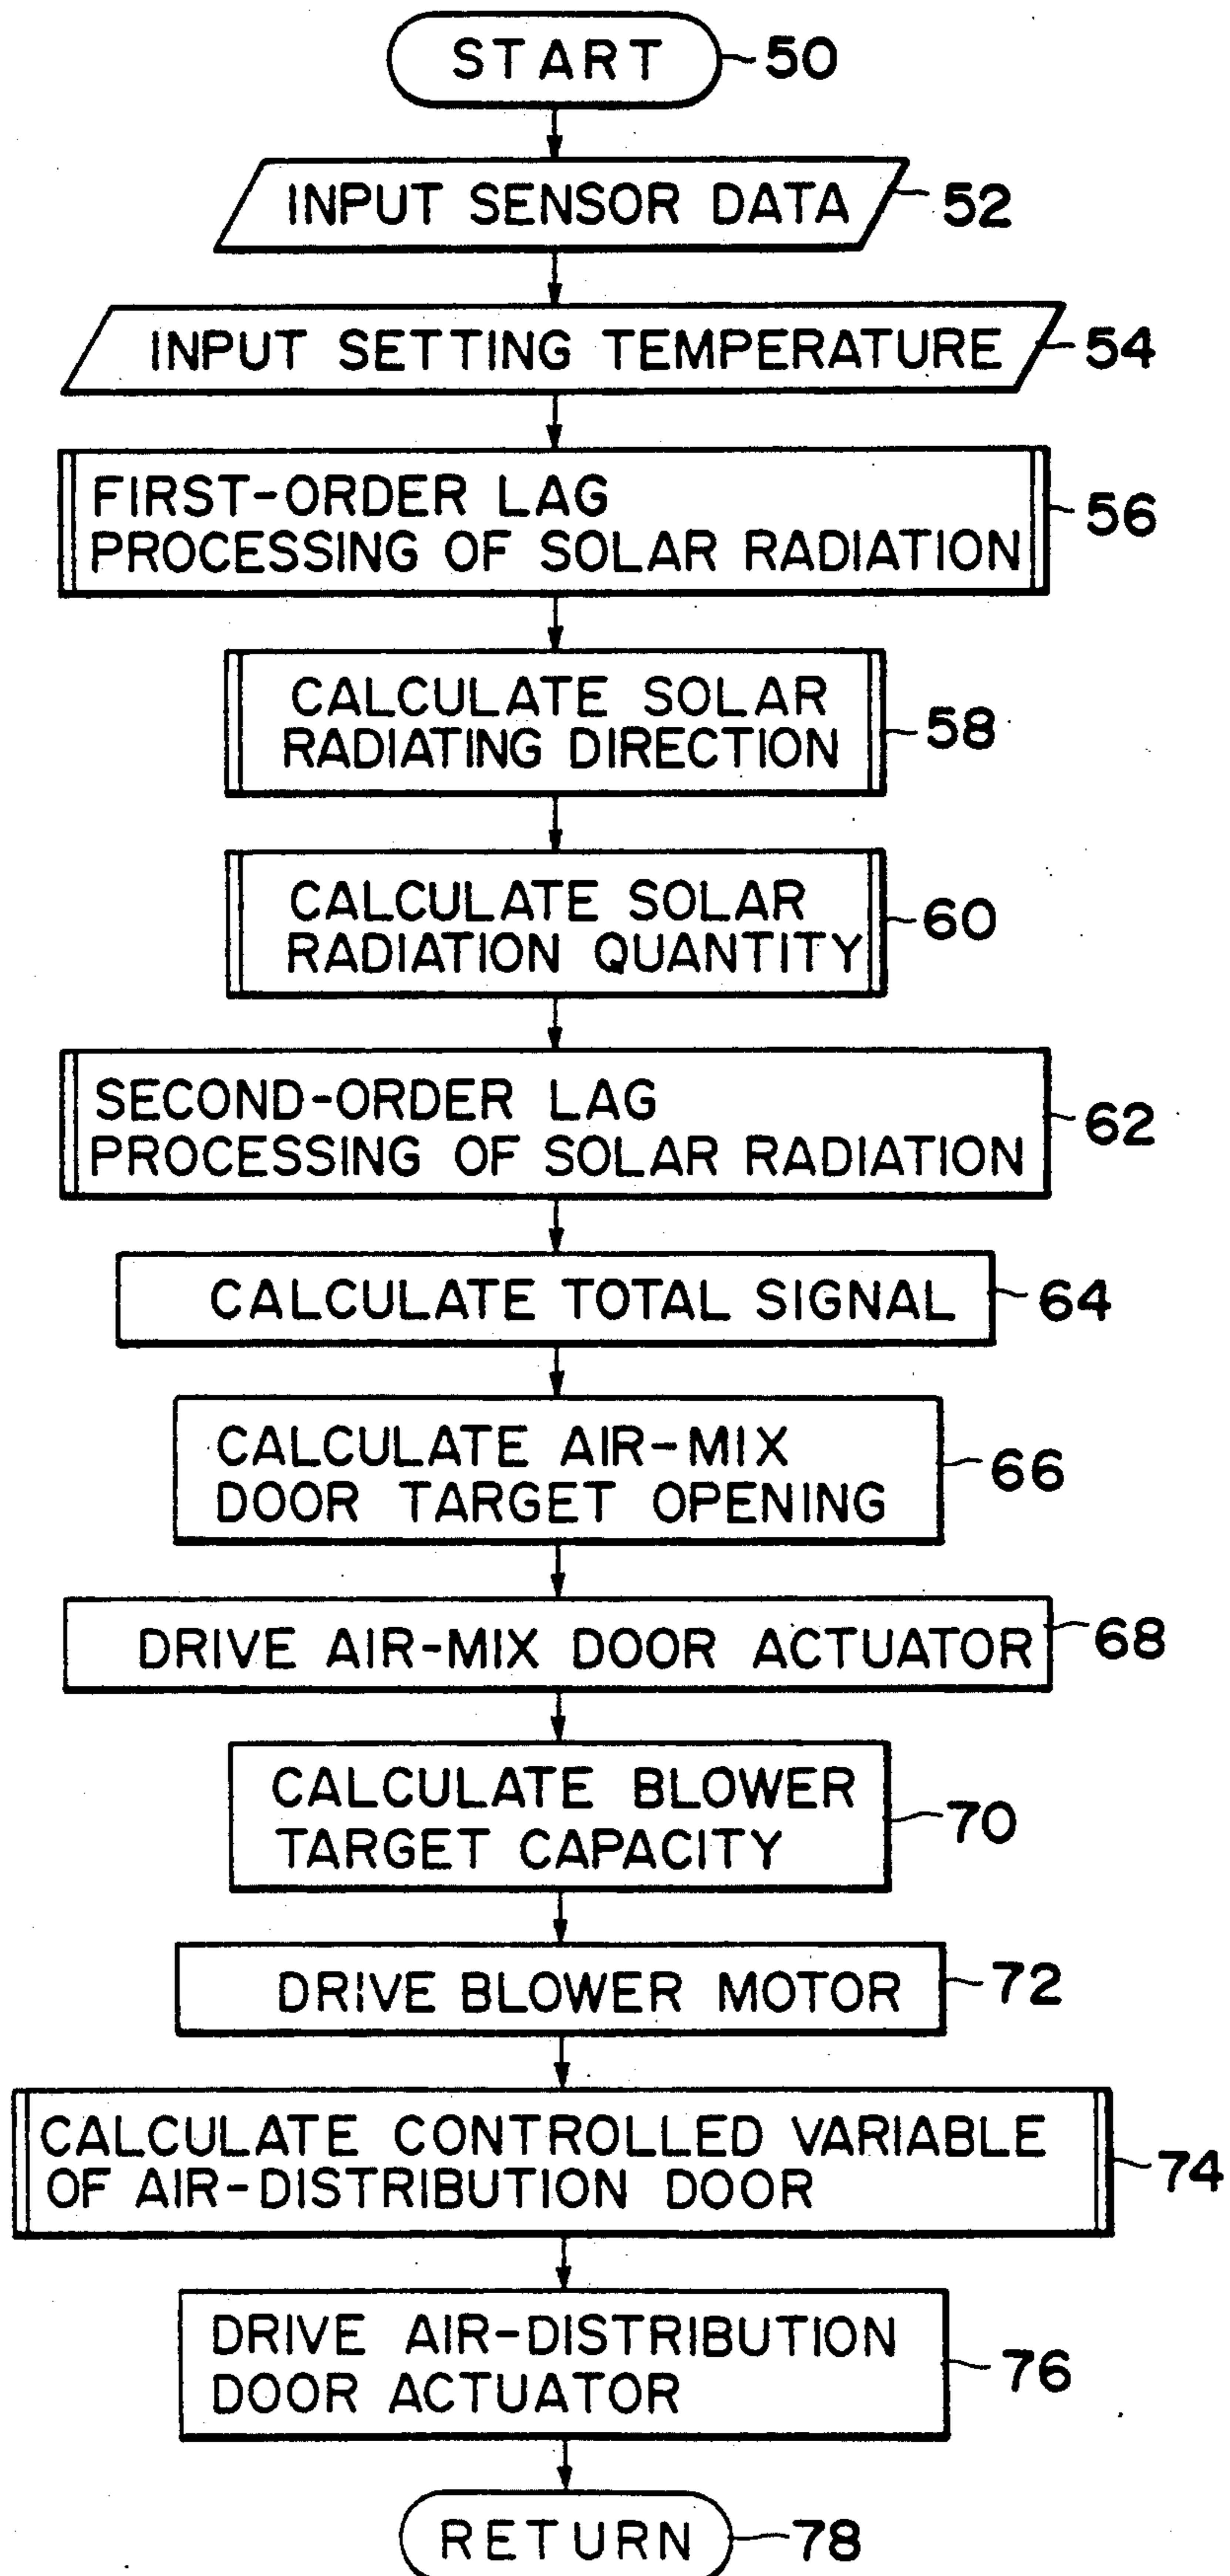 START 50
INPUT SENSOR DATA 52
INPUT SETTING TEMPERATURE 54
FIRST-ORDER LAG
PROCESSING OF SOLAR RADIATION 56
CALCULATE SOLAR
RADIATING DIRECTION 58
CALCULATE SOLAR
RADIATION QUANTITY 60
SECOND-ORDER LAG
PROCESSING OF SOLAR RADIATION 62
CALCULATE TOTAL SIGNAL 64
CALCULATE AIR-MIX
DOOR TARGET OPENING 66
DRIVE AIR-MIX DOOR ACTUATOR 68
CALCULATE BLOWER
TARGET CAPACITY 70
DRIVE BLOWER MOTOR 72
CALCULATE CONTROLLED VARIABLE
OF AIR-DISTRIBUTION DOOR 74
DRIVE AIR-DISTRIBUTION
DOOR ACTUATOR 76
RETURN 78